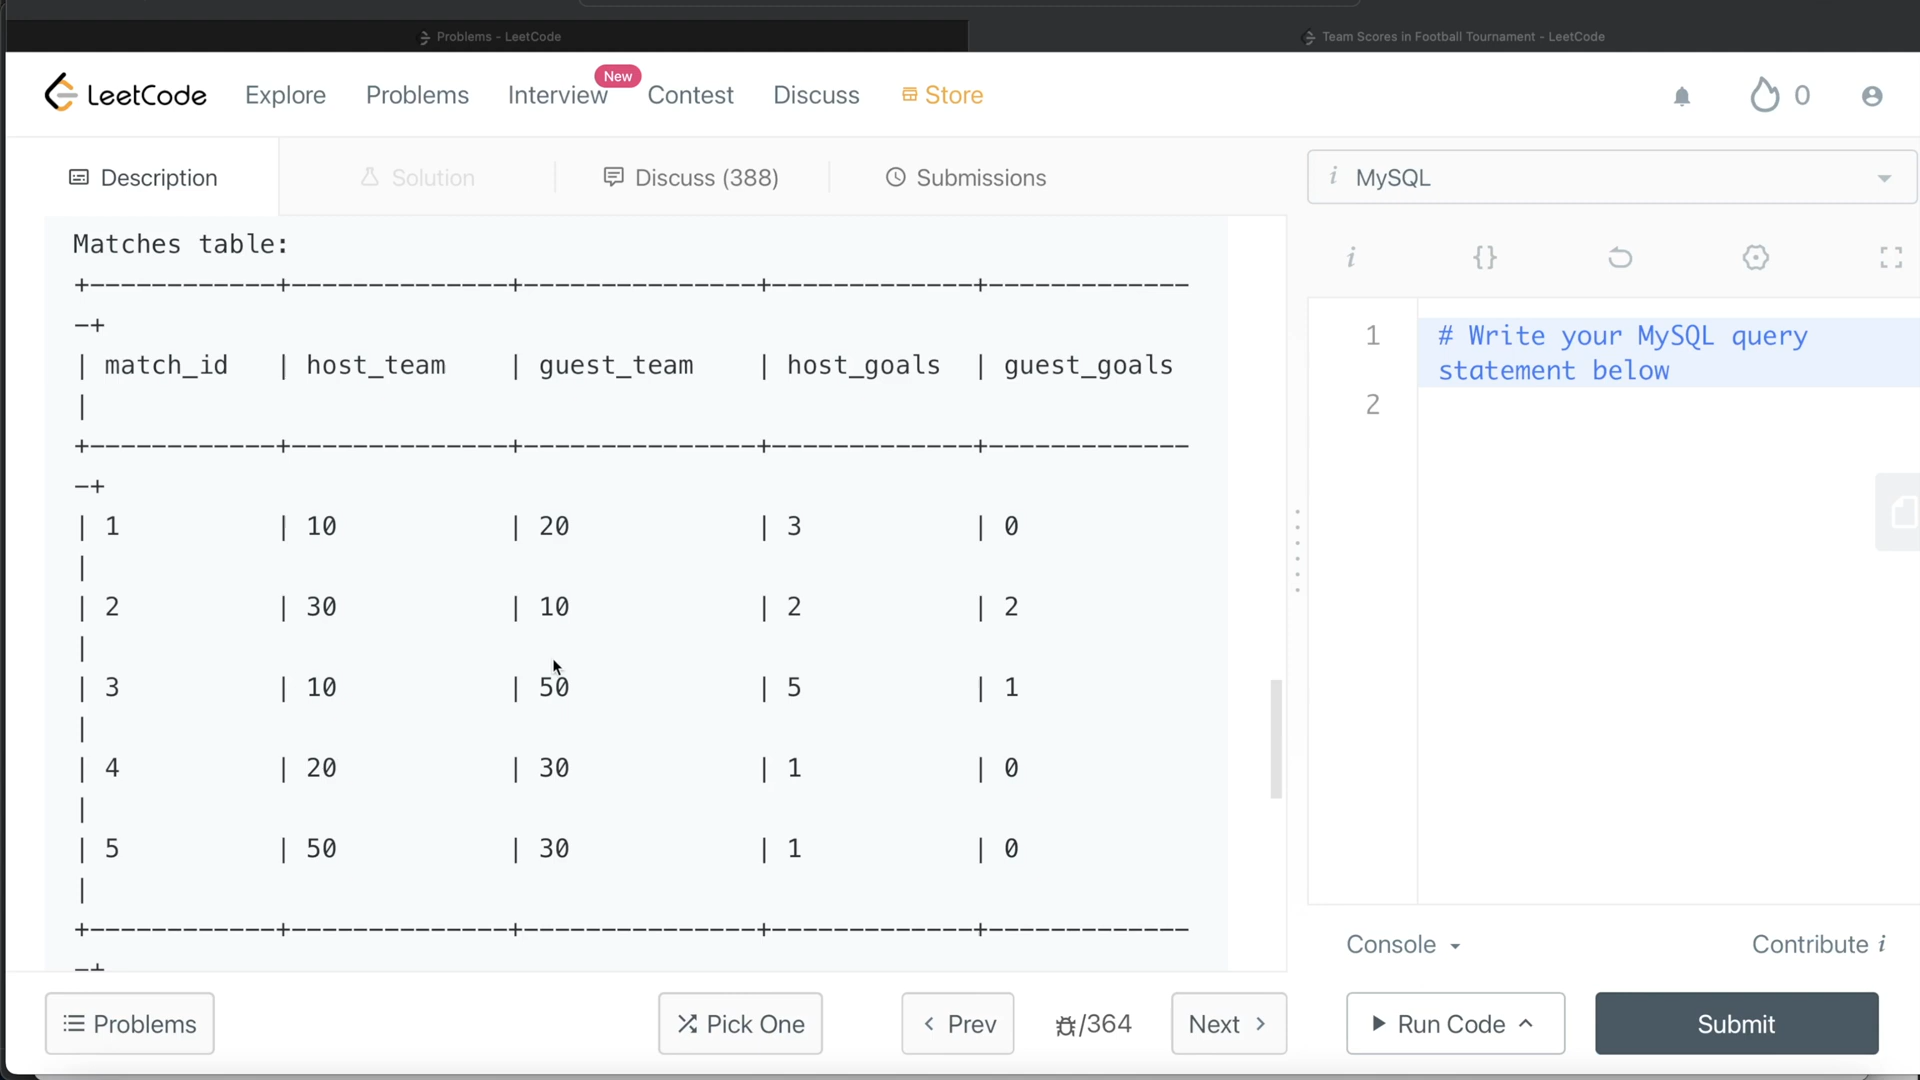 Problems - LeetCode
Team Scores in Football Tournament - LeetCode
LeetCode Explore Problems Interview New Contest Discuss Store 0
Description Solution Discuss (388) Submissions
Matches table:
+------------+--------------+---------------+-------------+-------------
-+
| match_id | host_team | guest_team | host_goals | guest_goals
|
+------------+--------------+---------------+-------------+-------------
-+
| 1 | 10 | 20 | 3 | 0
|
| 2 | 30 | 10 | 2 | 2
|
| 3 | 10 | 50 | 5 | 1
|
| 4 | 20 | 30 | 1 | 0
|
| 5 | 50 | 30 | 1 | 0
|
+------------+--------------+---------------+-------------+-------------
-+
i MySQL
i {}
1 # Write your MySQL query
statement below
2
Console Contribute i
Problems Pick One < Prev /364 Next > Run Code Submit